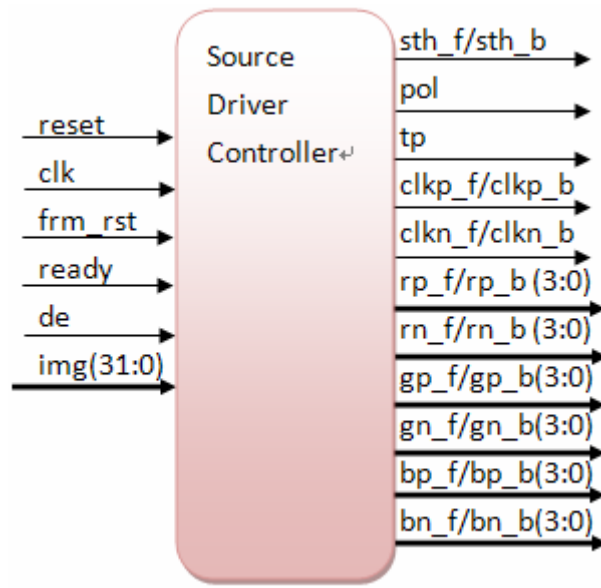 Source
Driver
Controller↵
reset
clk
frm_rst
ready
de
img(31:0)
sth_f/sth_b
pol
tp
clkp_f/clkp_b
clkn_f/clkn_b
rp_f/rp_b (3:0)
rn_f/rn_b (3:0)
gp_f/gp_b(3:0)
gn_f/gn_b(3:0)
bp_f/bp_b(3:0)
bn_f/bn_b(3:0)